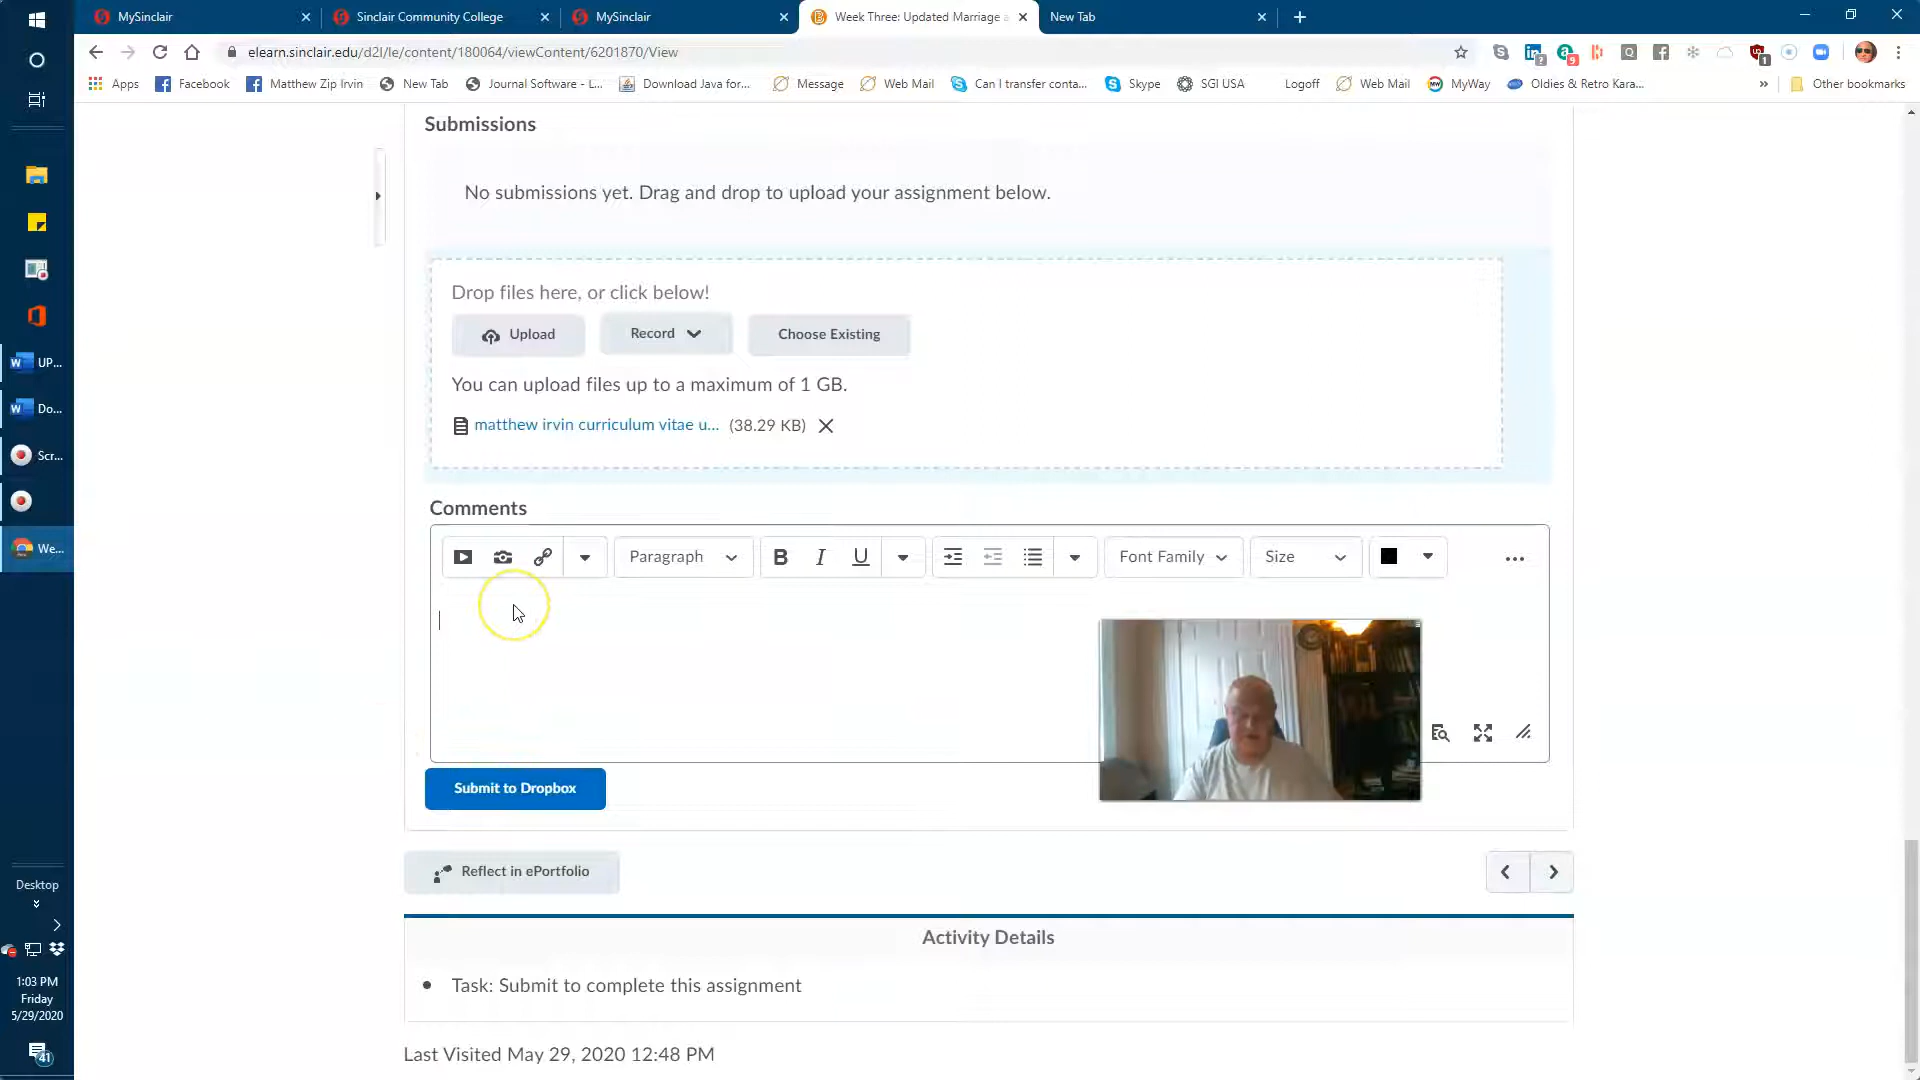 MySinclair
Sinclair Community College
MySinclair
Week Three: Updated Marriage a
New Tab
elearn.sinclair.edu/d2l/le/content/180064/viewContent/6201870/View
Apps
Facebook
Matthew Zip Irvin
New Tab
Journal Software - L...
Download Java for...
Message
Web Mail
Can I transfer conta...
Skype
SGI USA
Logoff
Web Mail
MyWay
Oldies & Retro Kara...
»
Other bookmarks
Submissions
No submissions yet. Drag and drop to upload your assignment below.
Drop files here, or click below!
Upload
Record
Choose Existing
You can upload files up to a maximum of 1 GB.
matthew irvin curriculum vitae u... (38.29 KB)
Comments
Paragraph
B I U
Font Family
Size
...
Submit to Dropbox
Reflect in ePortfolio
Activity Details
Task: Submit to complete this assignment
Last Visited May 29, 2020 12:48 PM
UP...
Do...
Scr...
We...
Desktop
1:03 PM
Friday
5/29/2020
41